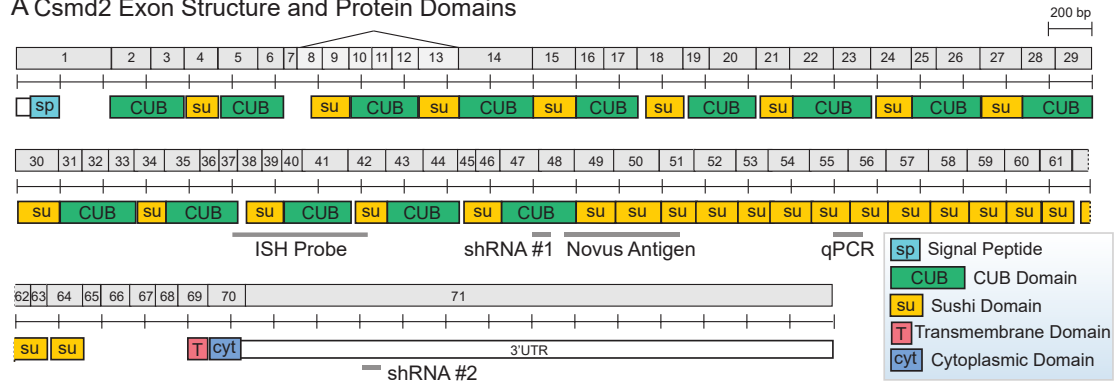 A Csmd2 Exon Structure and Protein Domains
200 bp
1 2 3 4 5 6 7 8 9 10 11 12 13 14 15 16 17 18 19 20 21 22 23 24 25 26 27 28 29
sp CUB su CUB su CUB su CUB su CUB su CUB su CUB su CUB su CUB
30 31 32 33 34 35 36 37 38 39 40 41 42 43 44 45 46 47 48 49 50 51 52 53 54 55 56 57 58 59 60 61
su CUB su CUB su CUB su CUB su CUB su su su su su su su su su su su su
ISH Probe shRNA #1 Novus Antigen qPCR
62 63 64 65 66 67 68 69 70 71
su su T cyt 3'UTR
shRNA #2
sp Signal Peptide
CUB CUB Domain
su Sushi Domain
T Transmembrane Domain
cyt Cytoplasmic Domain